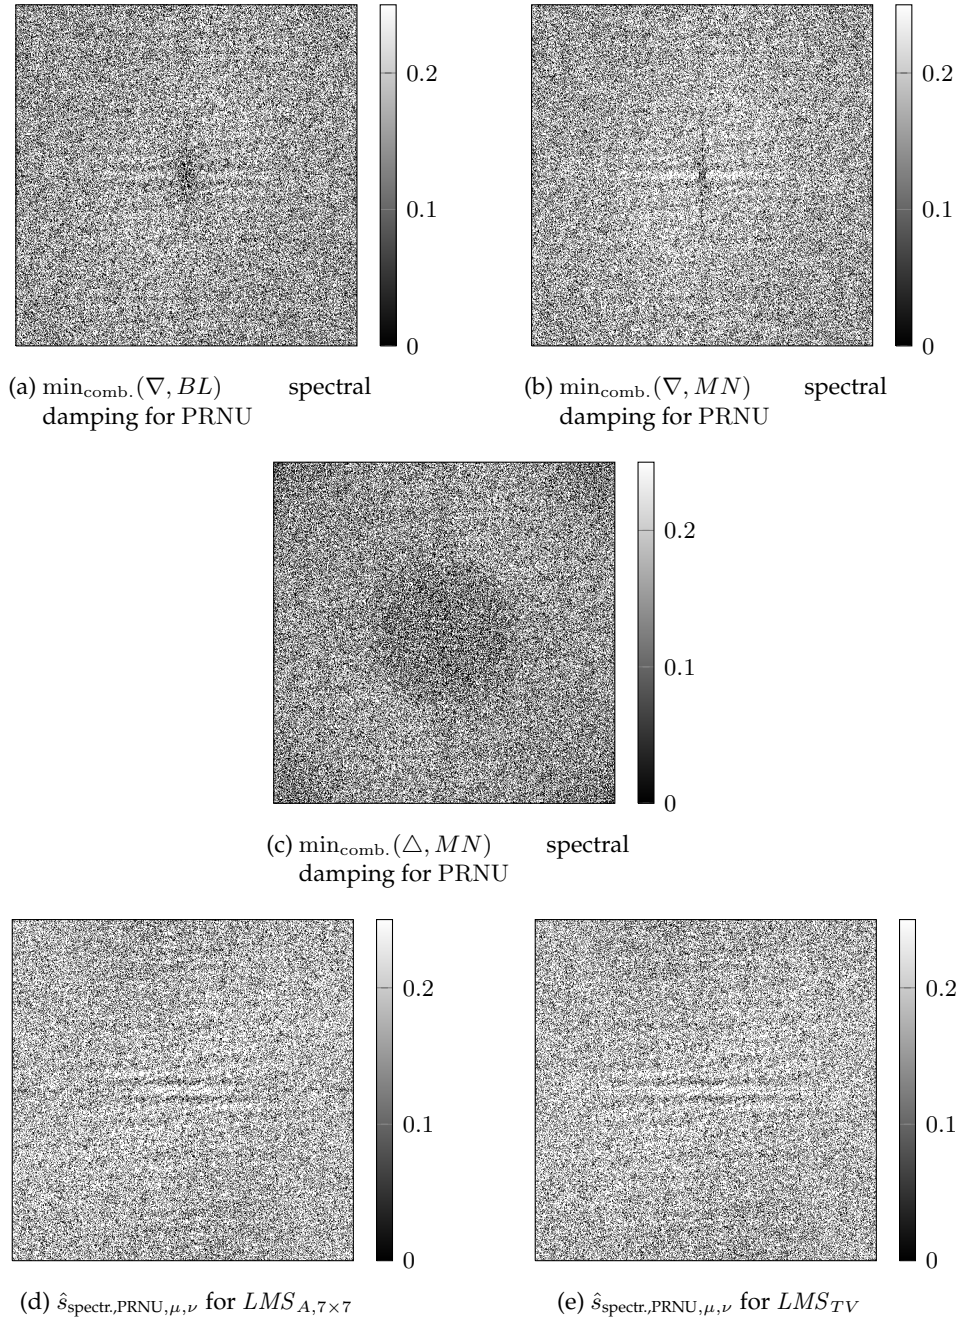 0.2 0.2
0.1 0.1
0 0
(a) min_comb.(∇, BL) spectral (b) min_comb.(∇, MN) spectral
damping for PRNU damping for PRNU
0.2
0.1
0
(c) min_comb.(△, MN) spectral
damping for PRNU
0.2 0.2
0.1 0.1
0 0
(d) ŝ_spectr.,PRNU,μ,ν for LMS_A,7×7 (e) ŝ_spectr.,PRNU,μ,ν for LMS_TV